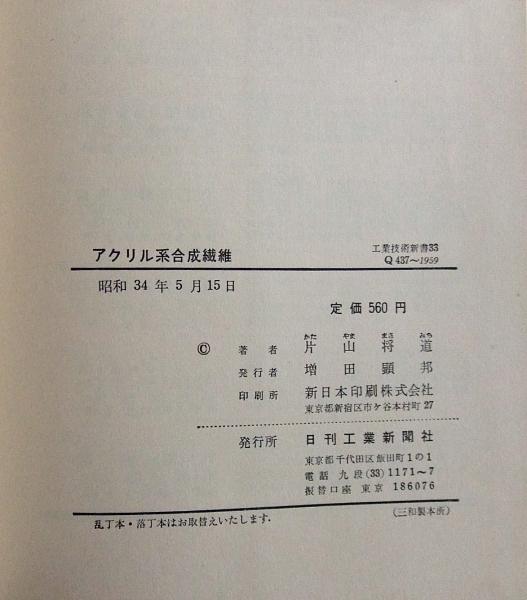 アクリル系合成繊維
工業技術新書33
Q 437〜1959
昭和 34 年 5 月 15 日
定価 560 円
かた やま まさ みち
© 著者 片山将道
発行者 増田顕邦
印刷所 新日本印刷株式会社
東京都新宿区市ケ谷本村町 27
発行所 日刊工業新聞社
東京都千代田区飯田町1の1
電話 九段 (33) 1171〜7
振替口座 東京 186076
乱丁本・落丁本はお取替えいたします.
(三和製本所)